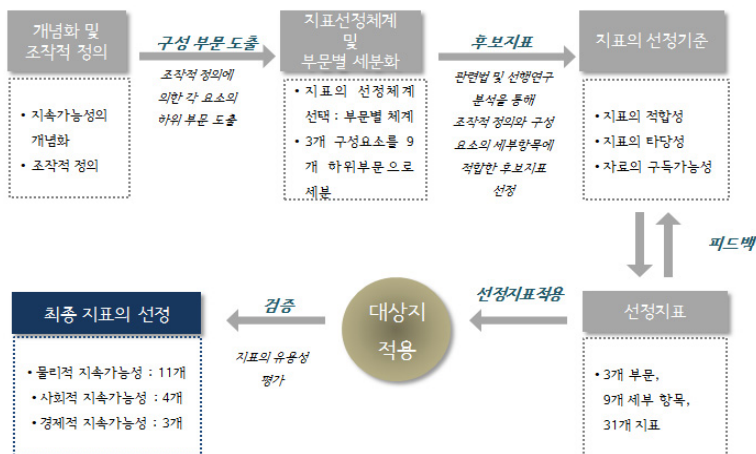 개념화 및
조작적 정의
• 지속가능성의
개념화
• 조작적 정의
구성 부문 도출
조작적 정의에
의한 각 요소의
하위 부문 도출
지표선정체계
및
부문별 세분화
• 지표의 선정체계
선택 : 부문별 체계
• 3개 구성요소를 9
개 하위부문으로
세분
후보지표
관련법 및 선행연구
분석을 통해
조작적 정의와 구성
요소의 세부항목에
적합한 후보지표
선정
지표의 선정기준
• 지표의 적합성
• 지표의 타당성
• 자료의 구득가능성
피드백
선정지표
• 3개 부문,
9개 세부 항목,
31개 지표
선정지표적용
대상지
적용
검증
지표의 유용성
평가
최종 지표의 선정
• 물리적 지속가능성 : 11개
• 사회적 지속가능성 : 4개
• 경제적 지속가능성 : 3개